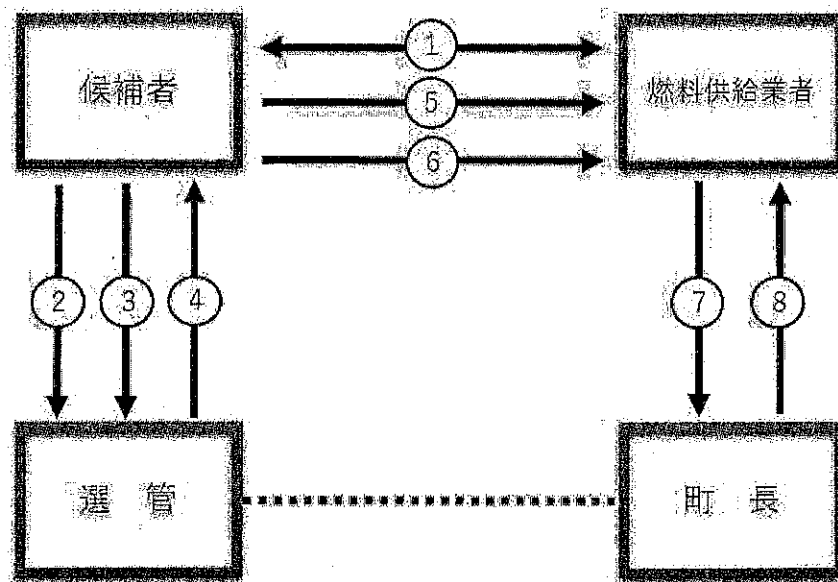 候補者
①
燃料供給業者
⑤
⑥
②
③
④
⑦
⑧
選 管
町 長